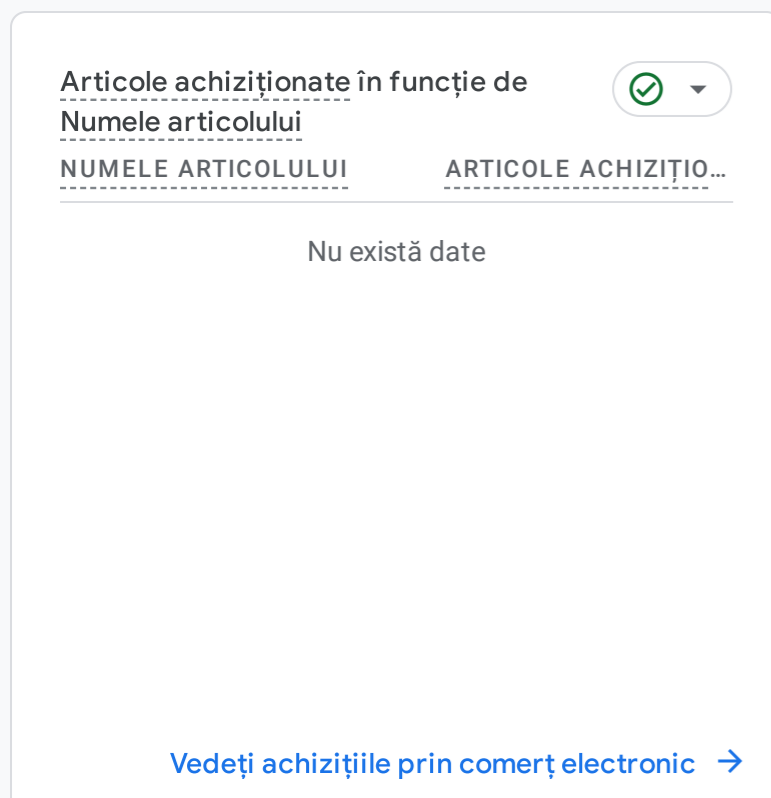 Articole achiziționate în funcție de
Numele articolului
NUMELE ARTICOLULUI ARTICOLE ACHIZIȚIO...
Nu există date
Vedeți achizițiile prin comerț electronic